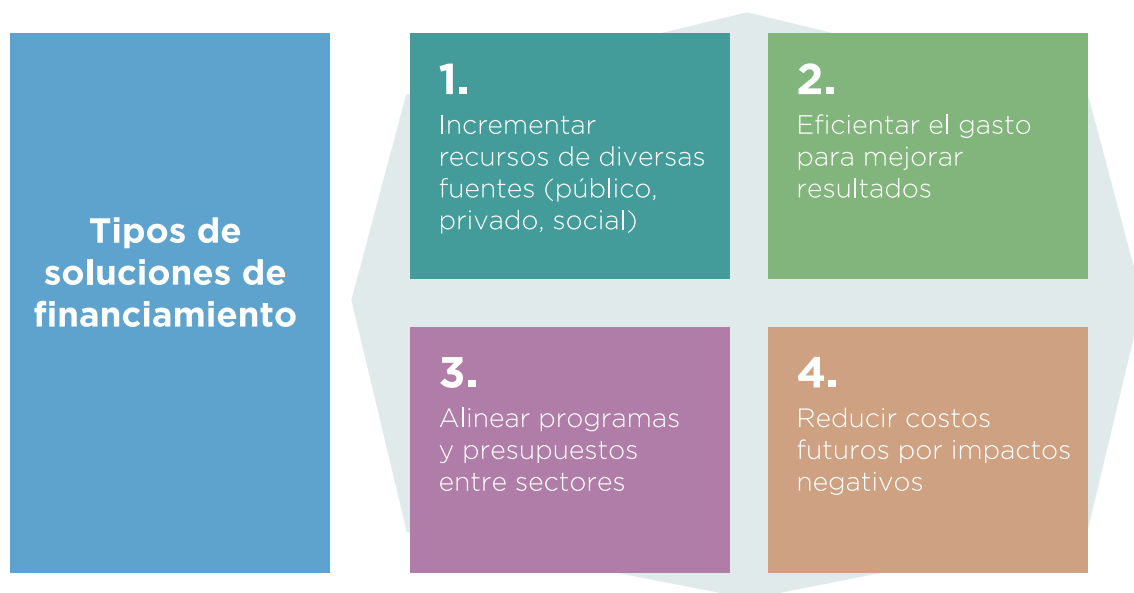 Tipos de
soluciones de
financiamiento
1.
Incrementar
recursos de diversas
fuentes (público,
privado, social)
2.
Eficientar el gasto
para mejorar
resultados
3.
Alinear programas
y presupuestos
entre sectores
4.
Reducir costos
futuros por impactos
negativos